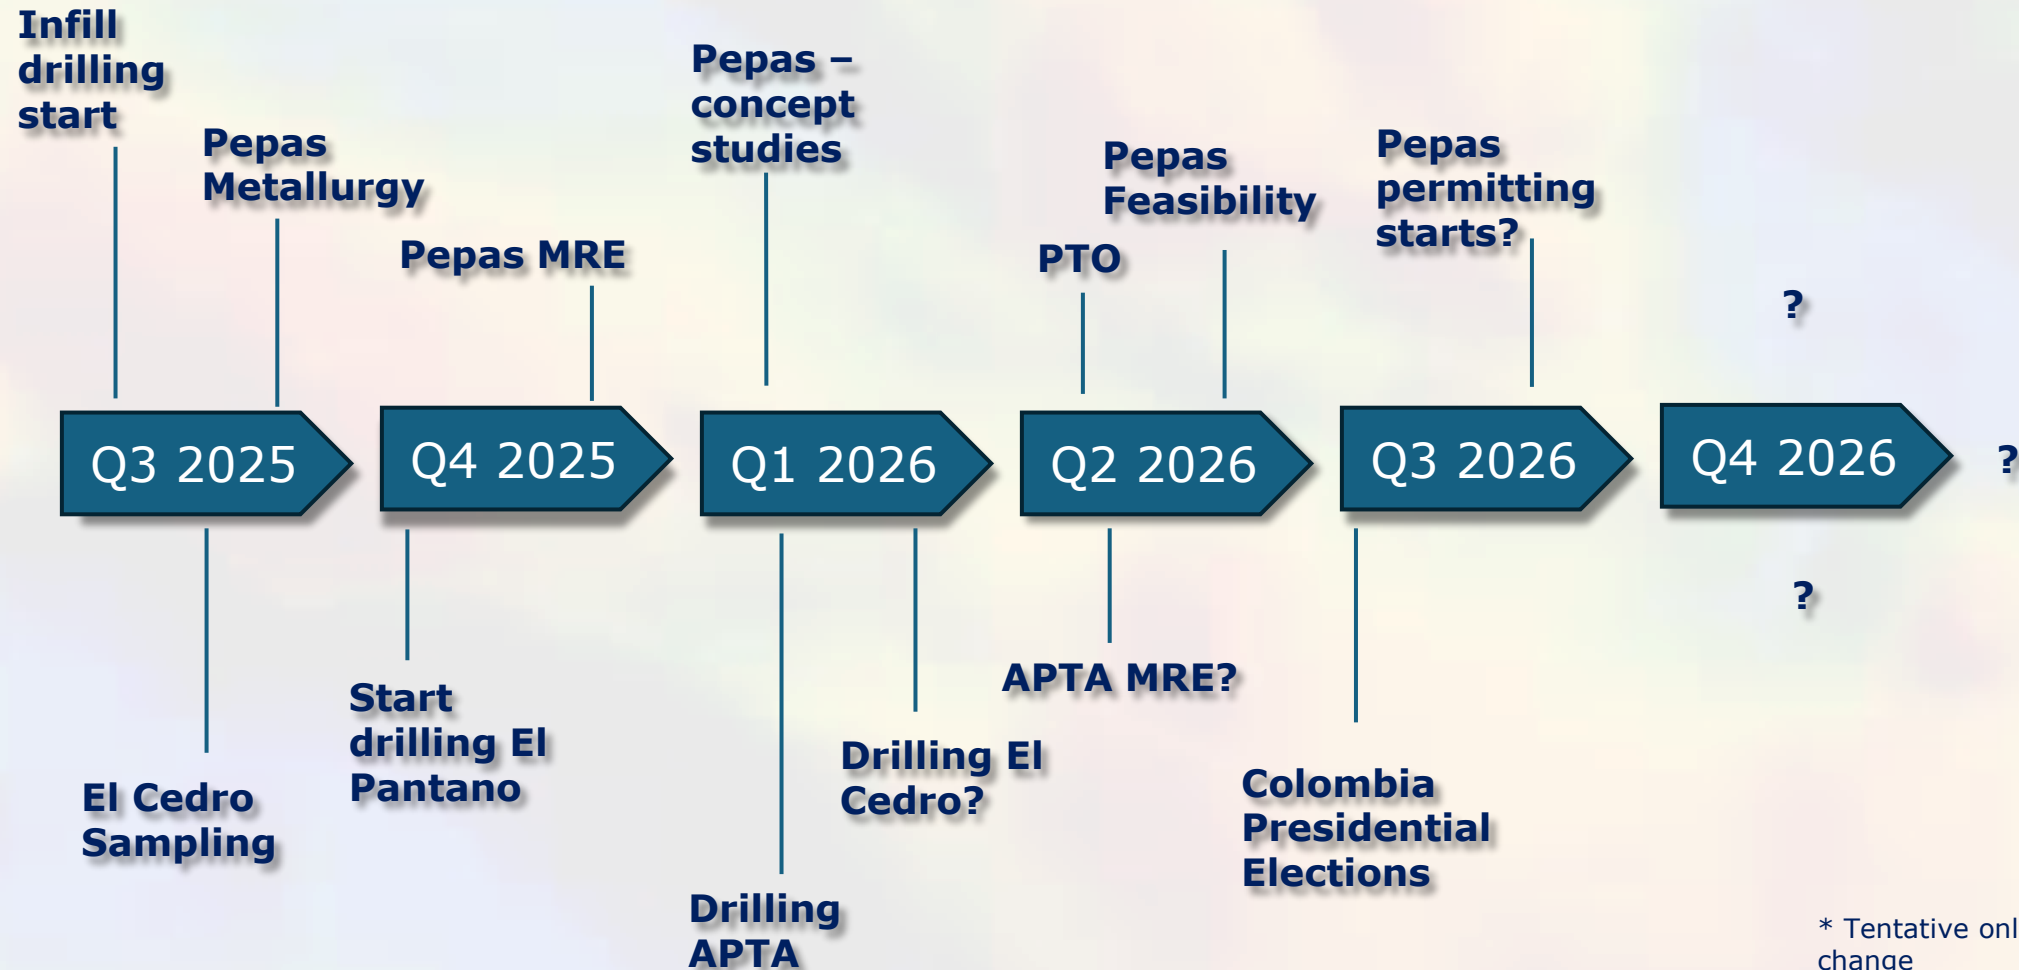 Infill
drilling
start
Pepas
Metallurgy
Pepas MRE
Pepas –
concept
studies
PTO
Pepas
Feasibility
Pepas
permitting
starts?
?
Q3 2025
Q4 2025
Q1 2026
Q2 2026
Q3 2026
Q4 2026
?
El Cedro
Sampling
Start
drilling El
Pantano
Drilling
APTA
Drilling El
Cedro?
APTA MRE?
Colombia
Presidential
Elections
?
* Tentative onl
change